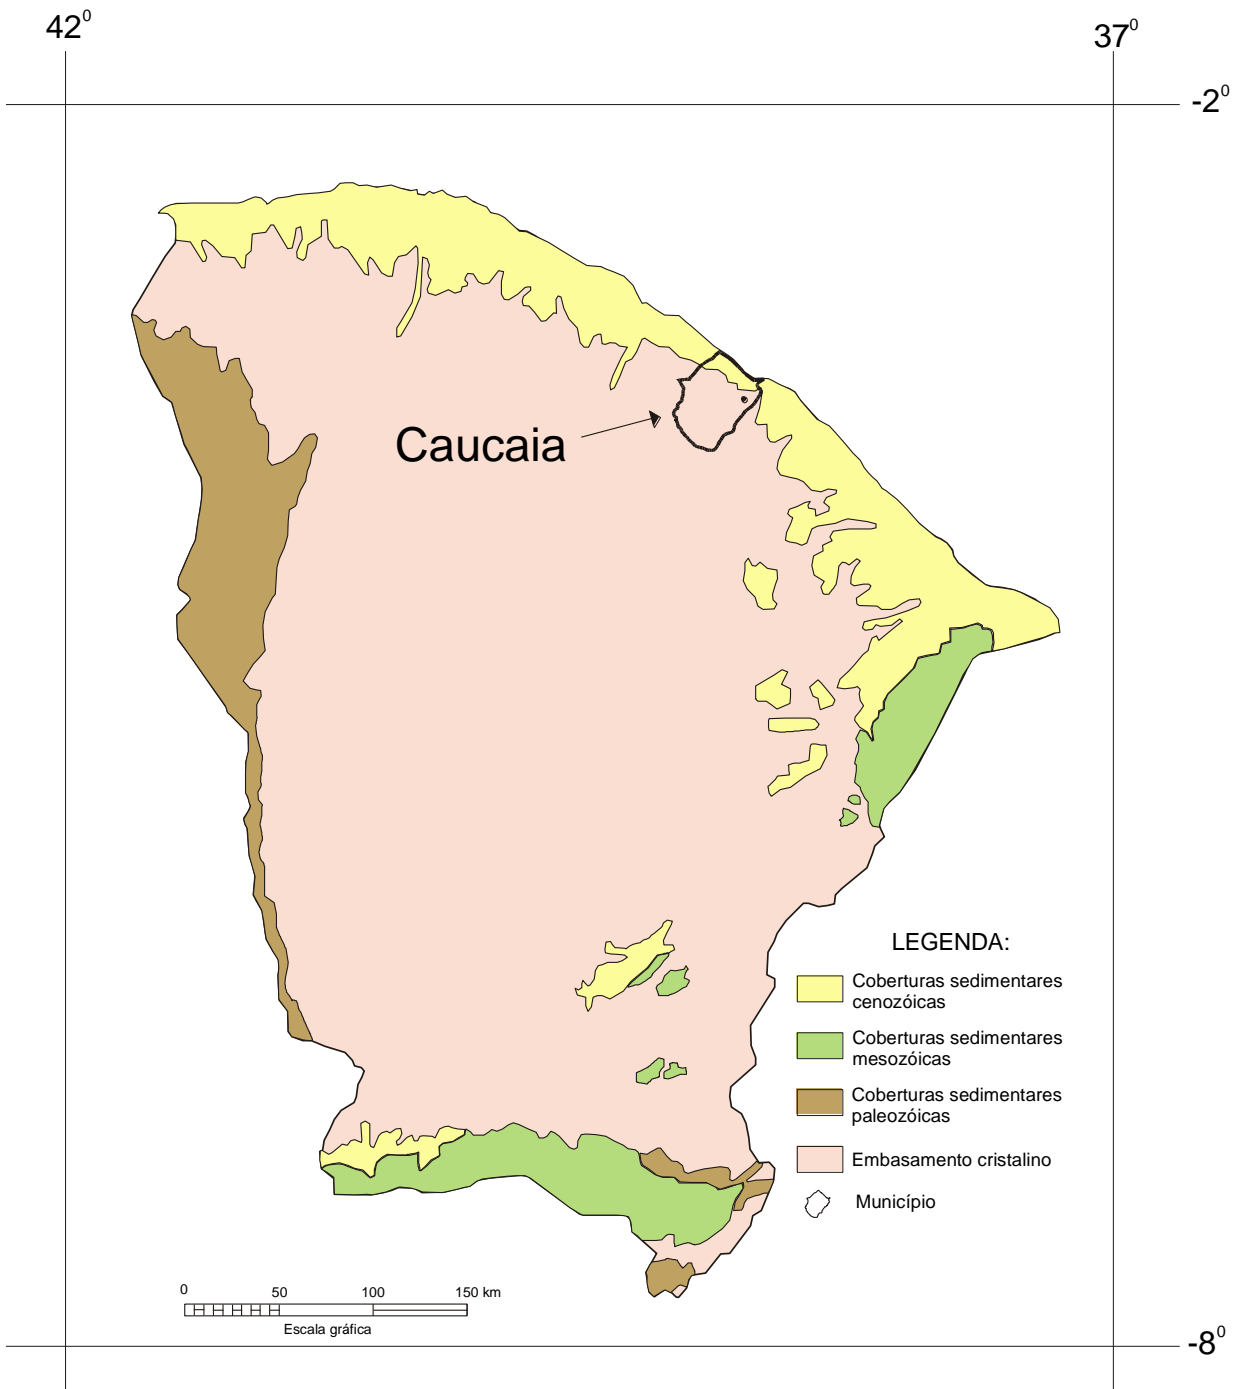 42⁰
37⁰
-2⁰
Caucaia
LEGENDA:
Coberturas sedimentares
cenozóicas
Coberturas sedimentares
mesozóicas
Coberturas sedimentares
paleozóicas
Embasamento cristalino
Município
0 50 100 150 km
Escala gráfica
-8⁰